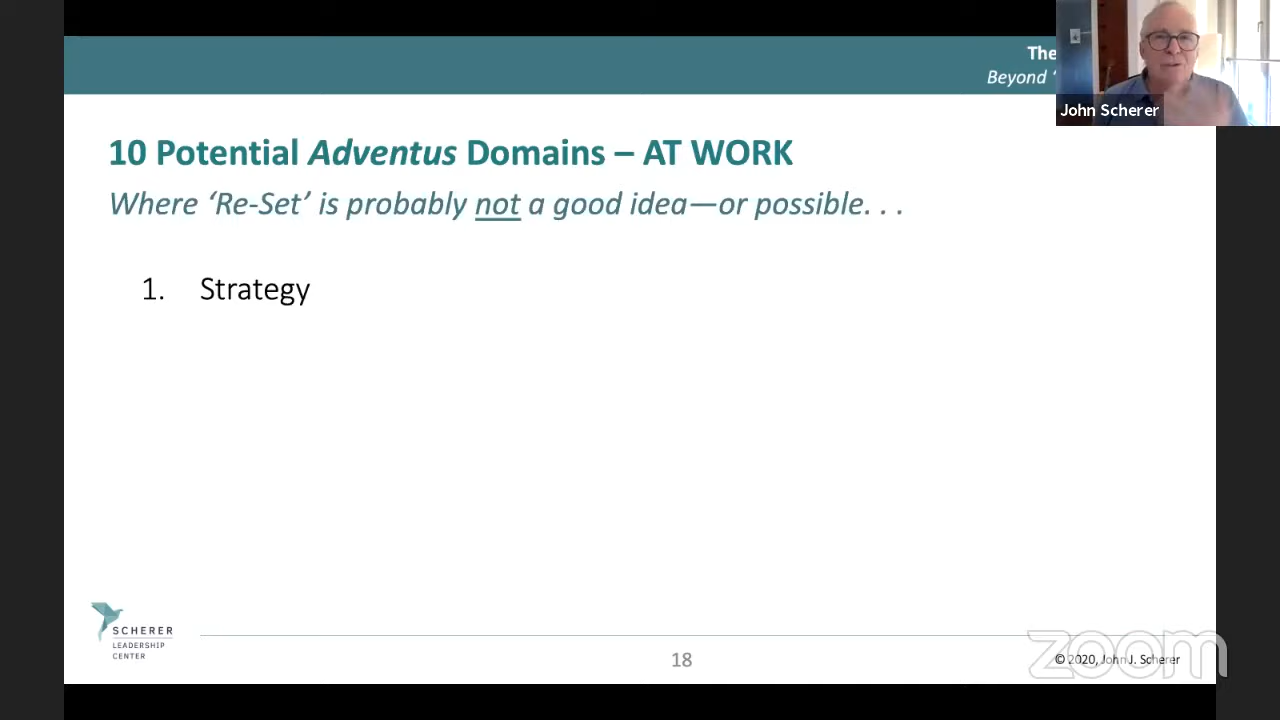 The
Beyond ‘
John Scherer
10 Potential Adventus Domains – AT WORK
Where ‘Re-Set’ is probably not a good idea—or possible. . .
1. Strategy
SCHERER
LEADERSHIP
CENTER
18
© 2020, John J. Scherer
zoom